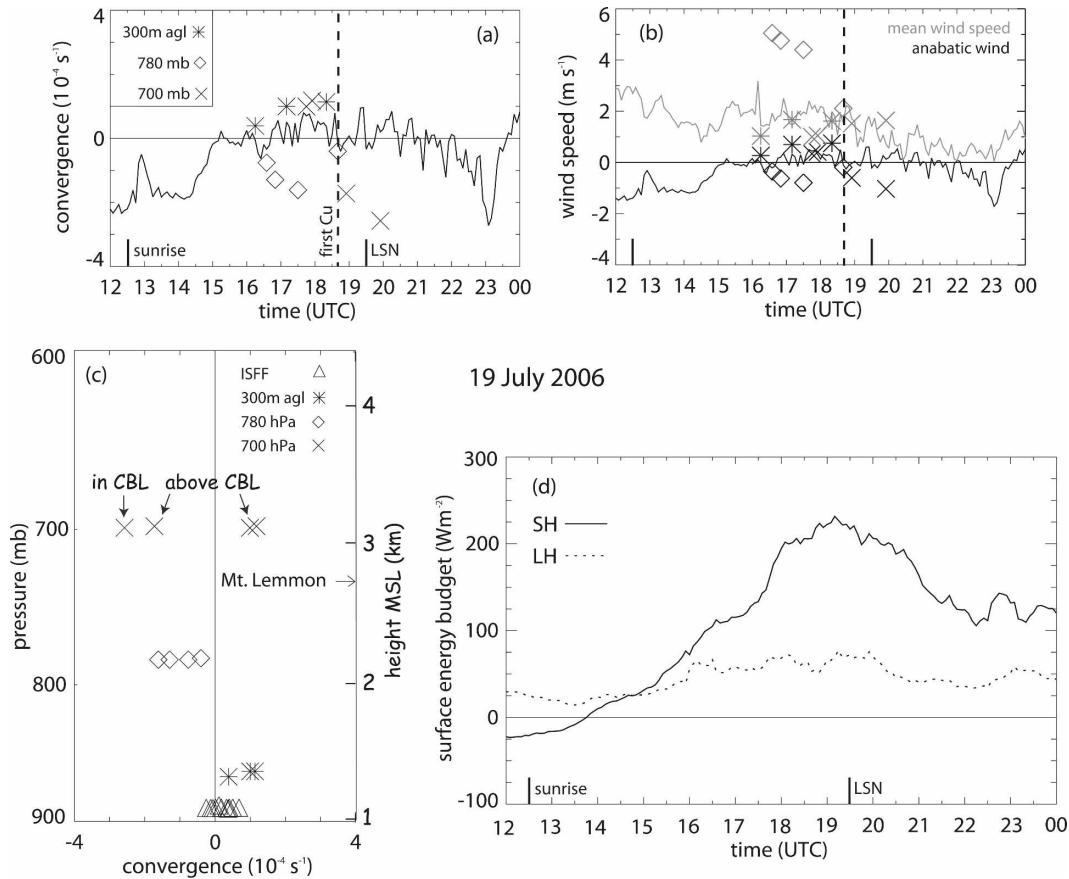 4
0
-4
convergence (10⁻⁴ s⁻¹)
300m agl
780 mb
700 mb
(a)
first Cu
sunrise
LSN
12 13 14 15 16 17 18 19 20 21 22 23 00
time (UTC)
6
4
2
0
-2
-4
wind speed (m s⁻¹)
(b)
mean wind speed
anabatic wind
12 13 14 15 16 17 18 19 20 21 22 23 00
time (UTC)
600
700
800
900
pressure (mb)
(c)
ISFF
300m agl
780 hPa
700 hPa
in CBL above CBL
Mt. Lemmon
4
3
2
1
height MSL (km)
-4 0 4
convergence (10⁻⁴ s⁻¹)
19 July 2006
300
200
100
0
-100
surface energy budget (Wm⁻²)
(d)
SH
LH
sunrise
LSN
12 13 14 15 16 17 18 19 20 21 22 23 00
time (UTC)